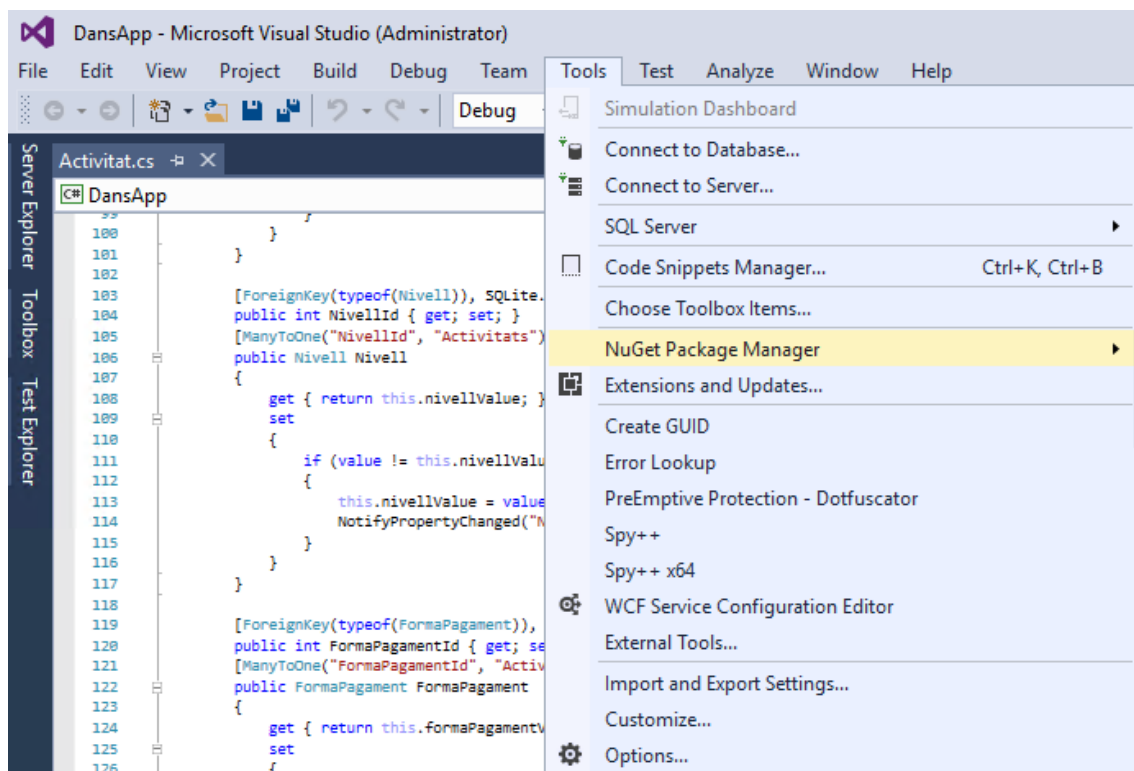 DansApp - Microsoft Visual Studio (Administrator)
File Edit View Project Build Debug Team Tools Test Analyze Window Help
Debug
Simulation Dashboard
Connect to Database...
Connect to Server...
SQL Server
Code Snippets Manager... Ctrl+K, Ctrl+B
Choose Toolbox Items...
NuGet Package Manager
Extensions and Updates...
Create GUID
Error Lookup
PreEmptive Protection - Dotfuscator
Spy++
Spy++ x64
WCF Service Configuration Editor
External Tools...
Import and Export Settings...
Customize...
Options...
Server Explorer
Toolbox
Test Explorer
Activitat.cs
C# DansApp
99 }
100 }
101 }
102
103 [ForeignKey(typeof(Nivell)), SQLite.
104 public int NivellId { get; set; }
105 [ManyToOne("NivellId", "Activitats")
106 public Nivell Nivell
107 {
108 get { return this.nivellValue; }
109 set
110 {
111 if (value != this.nivellValu
112 {
113 this.nivellValue = value
114 NotifyPropertyChanged("N
115 }
116 }
117 }
118
119 [ForeignKey(typeof(FormaPagament)),
120 public int FormaPagamentId { get; se
121 [ManyToOne("FormaPagamentId", "Activ
122 public FormaPagament FormaPagament
123 {
124 get { return this.formaPagamentV
125 set
126 {